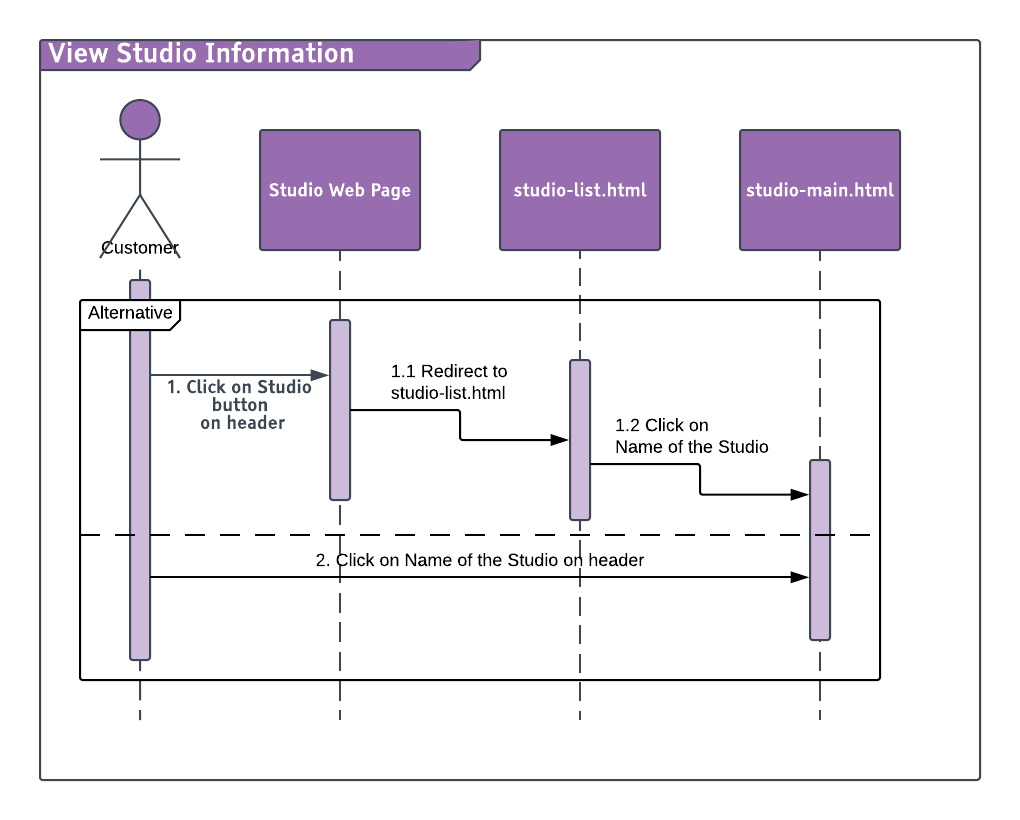 View Studio Information
Studio Web Page
studio-list.html
studio-main.html
Customer
Alternative
1. Click on Studio
button
on header
1.1 Redirect to
studio-list.html
1.2 Click on
Name of the Studio
2. Click on Name of the Studio on header